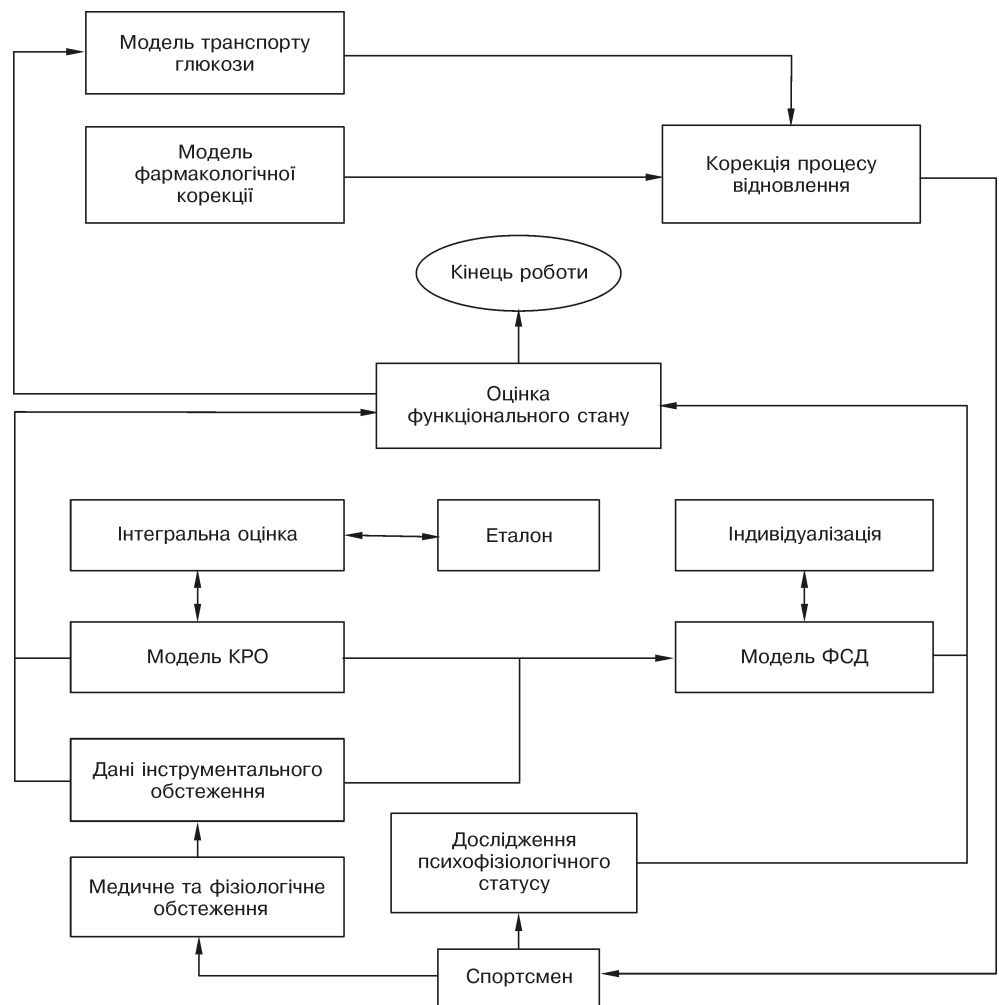 Модель транспорту
глюкози
Модель
фармакологічної
корекції
Корекція процесу
відновлення
Кінець роботи
Оцінка
функціонального стану
Інтегральна оцінка
Еталон
Індивідуалізація
Модель КРО
Модель ФСД
Дані інструментального
обстеження
Дослідження
психофізіологічного
статусу
Медичне та фізіологічне
обстеження
Спортсмен